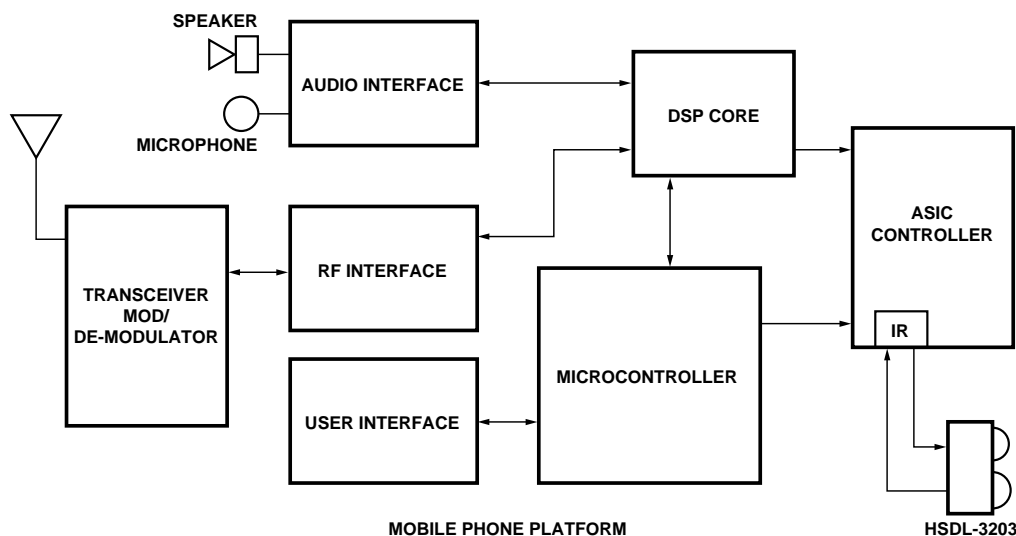 SPEAKER
AUDIO INTERFACE
MICROPHONE
DSP CORE
ASIC
CONTROLLER
RF INTERFACE
TRANSCEIVER
MOD/
DE-MODULATOR
IR
MICROCONTROLLER
USER INTERFACE
MOBILE PHONE PLATFORM
HSDL-3203